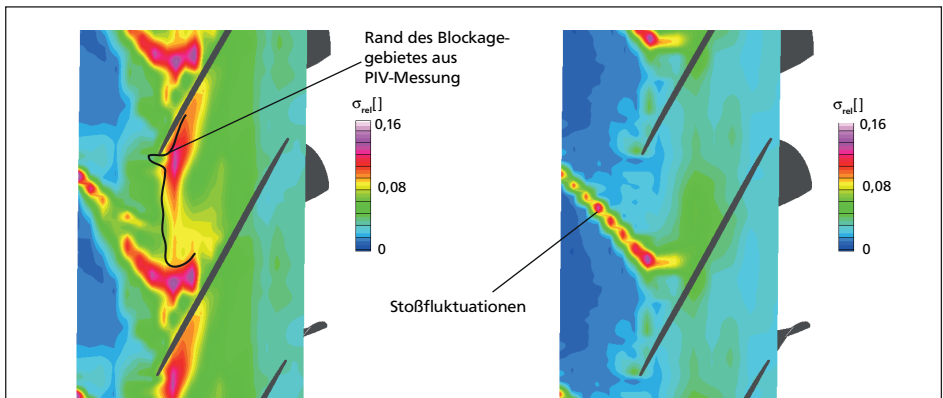 Rand des Blockage-
gebietes aus
PIV-Messung
σrel[]
0,16
0,08
0
Stoßfluktuationen
σrel[]
0,16
0,08
0